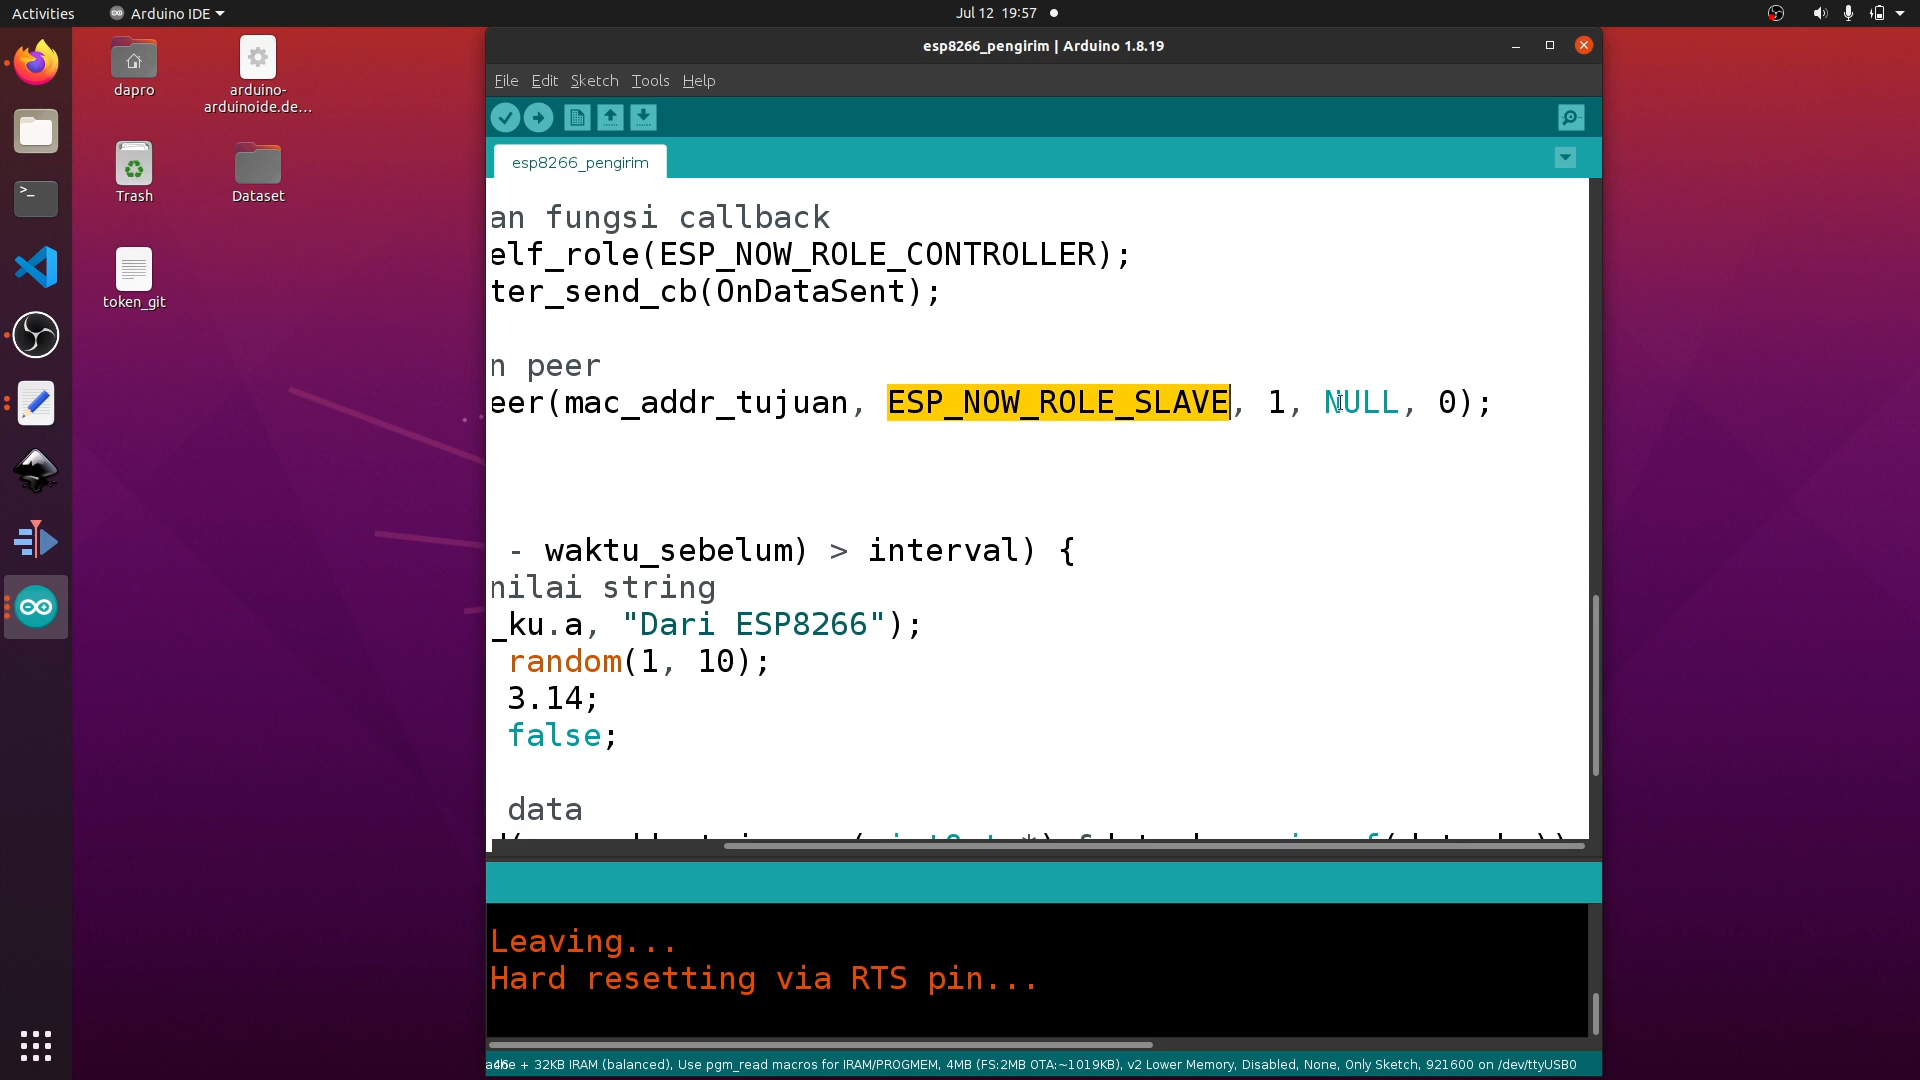 Activities
Arduino IDE
Jul 12 19:57
dapro
arduino-
arduinoide.de...
Trash
Dataset
token_git
esp8266_pengirim | Arduino 1.8.19
File Edit Sketch Tools Help
esp8266_pengirim
an fungsi callback
elf_role(ESP_NOW_ROLE_CONTROLLER);
ter_send_cb(OnDataSent);
n peer
eer(mac_addr_tujuan, ESP_NOW_ROLE_SLAVE, 1, NULL, 0);
- waktu_sebelum) > interval) {
nilai string
_ku.a, "Dari ESP8266");
random(1, 10);
3.14;
false;
data
Leaving...
Hard resetting via RTS pin...
+ 32KB IRAM (balanced), Use pgm_read macros for IRAM/PROGMEM, 4MB (FS:2MB OTA:~1019KB), v2 Lower Memory, Disabled, None, Only Sketch, 921600 on /dev/ttyUSB0